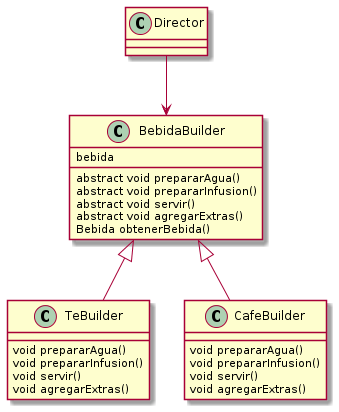 C Director
C BebidaBuilder
bebida
abstract void prepararAgua()
abstract void prepararInfusion()
abstract void servir()
abstract void agregarExtras()
Bebida obtenerBebida()
C TeBuilder
void prepararAgua()
void prepararInfusion()
void servir()
void agregarExtras()
C CafeBuilder
void prepararAgua()
void prepararInfusion()
void servir()
void agregarExtras()